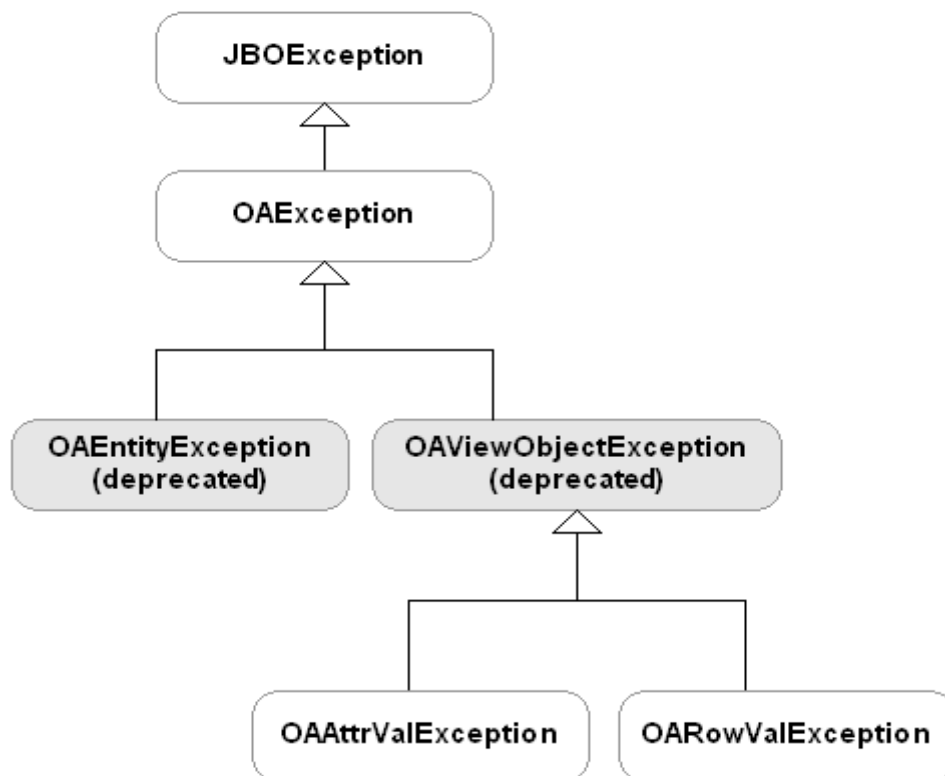 JBOException
OAException
OAEntityException
(deprecated)
OAViewObjectException
(deprecated)
OAAttrValException
OARowValException